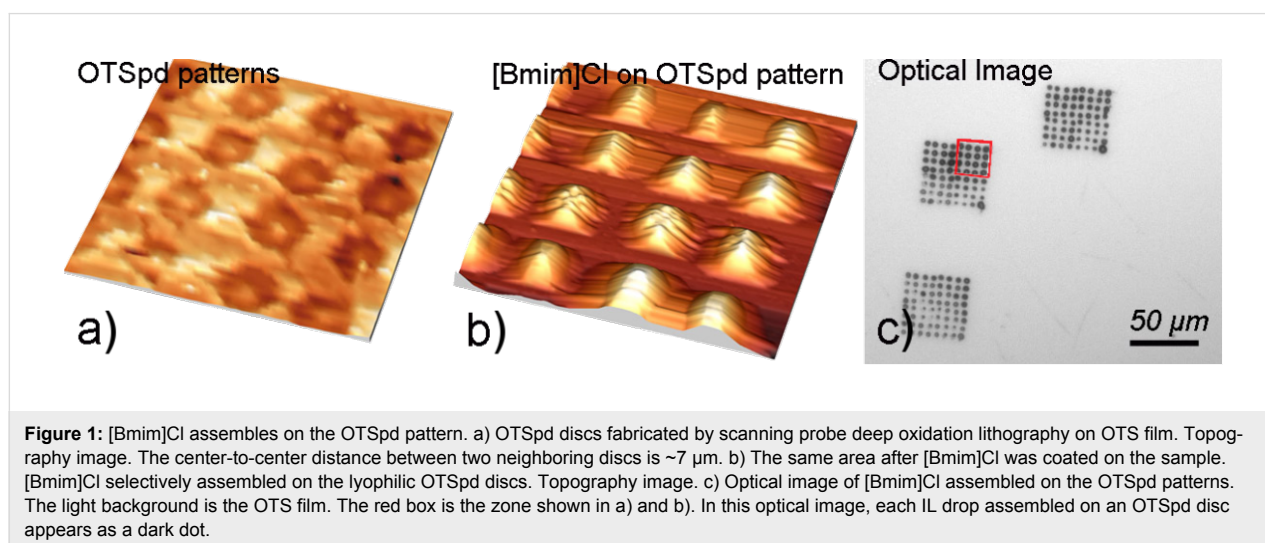 OTSpd patterns
[Bmim]Cl on OTSpd pattern
Optical Image
a)
b)
c)
50 µm
Figure 1: [Bmim]Cl assembles on the OTSpd pattern. a) OTSpd discs fabricated by scanning probe deep oxidation lithography on OTS film. Topog-
raphy image. The center-to-center distance between two neighboring discs is ~7 µm. b) The same area after [Bmim]Cl was coated on the sample.
[Bmim]Cl selectively assembled on the lyophilic OTSpd discs. Topography image. c) Optical image of [Bmim]Cl assembled on the OTSpd patterns.
The light background is the OTS film. The red box is the zone shown in a) and b). In this optical image, each IL drop assembled on an OTSpd disc
appears as a dark dot.